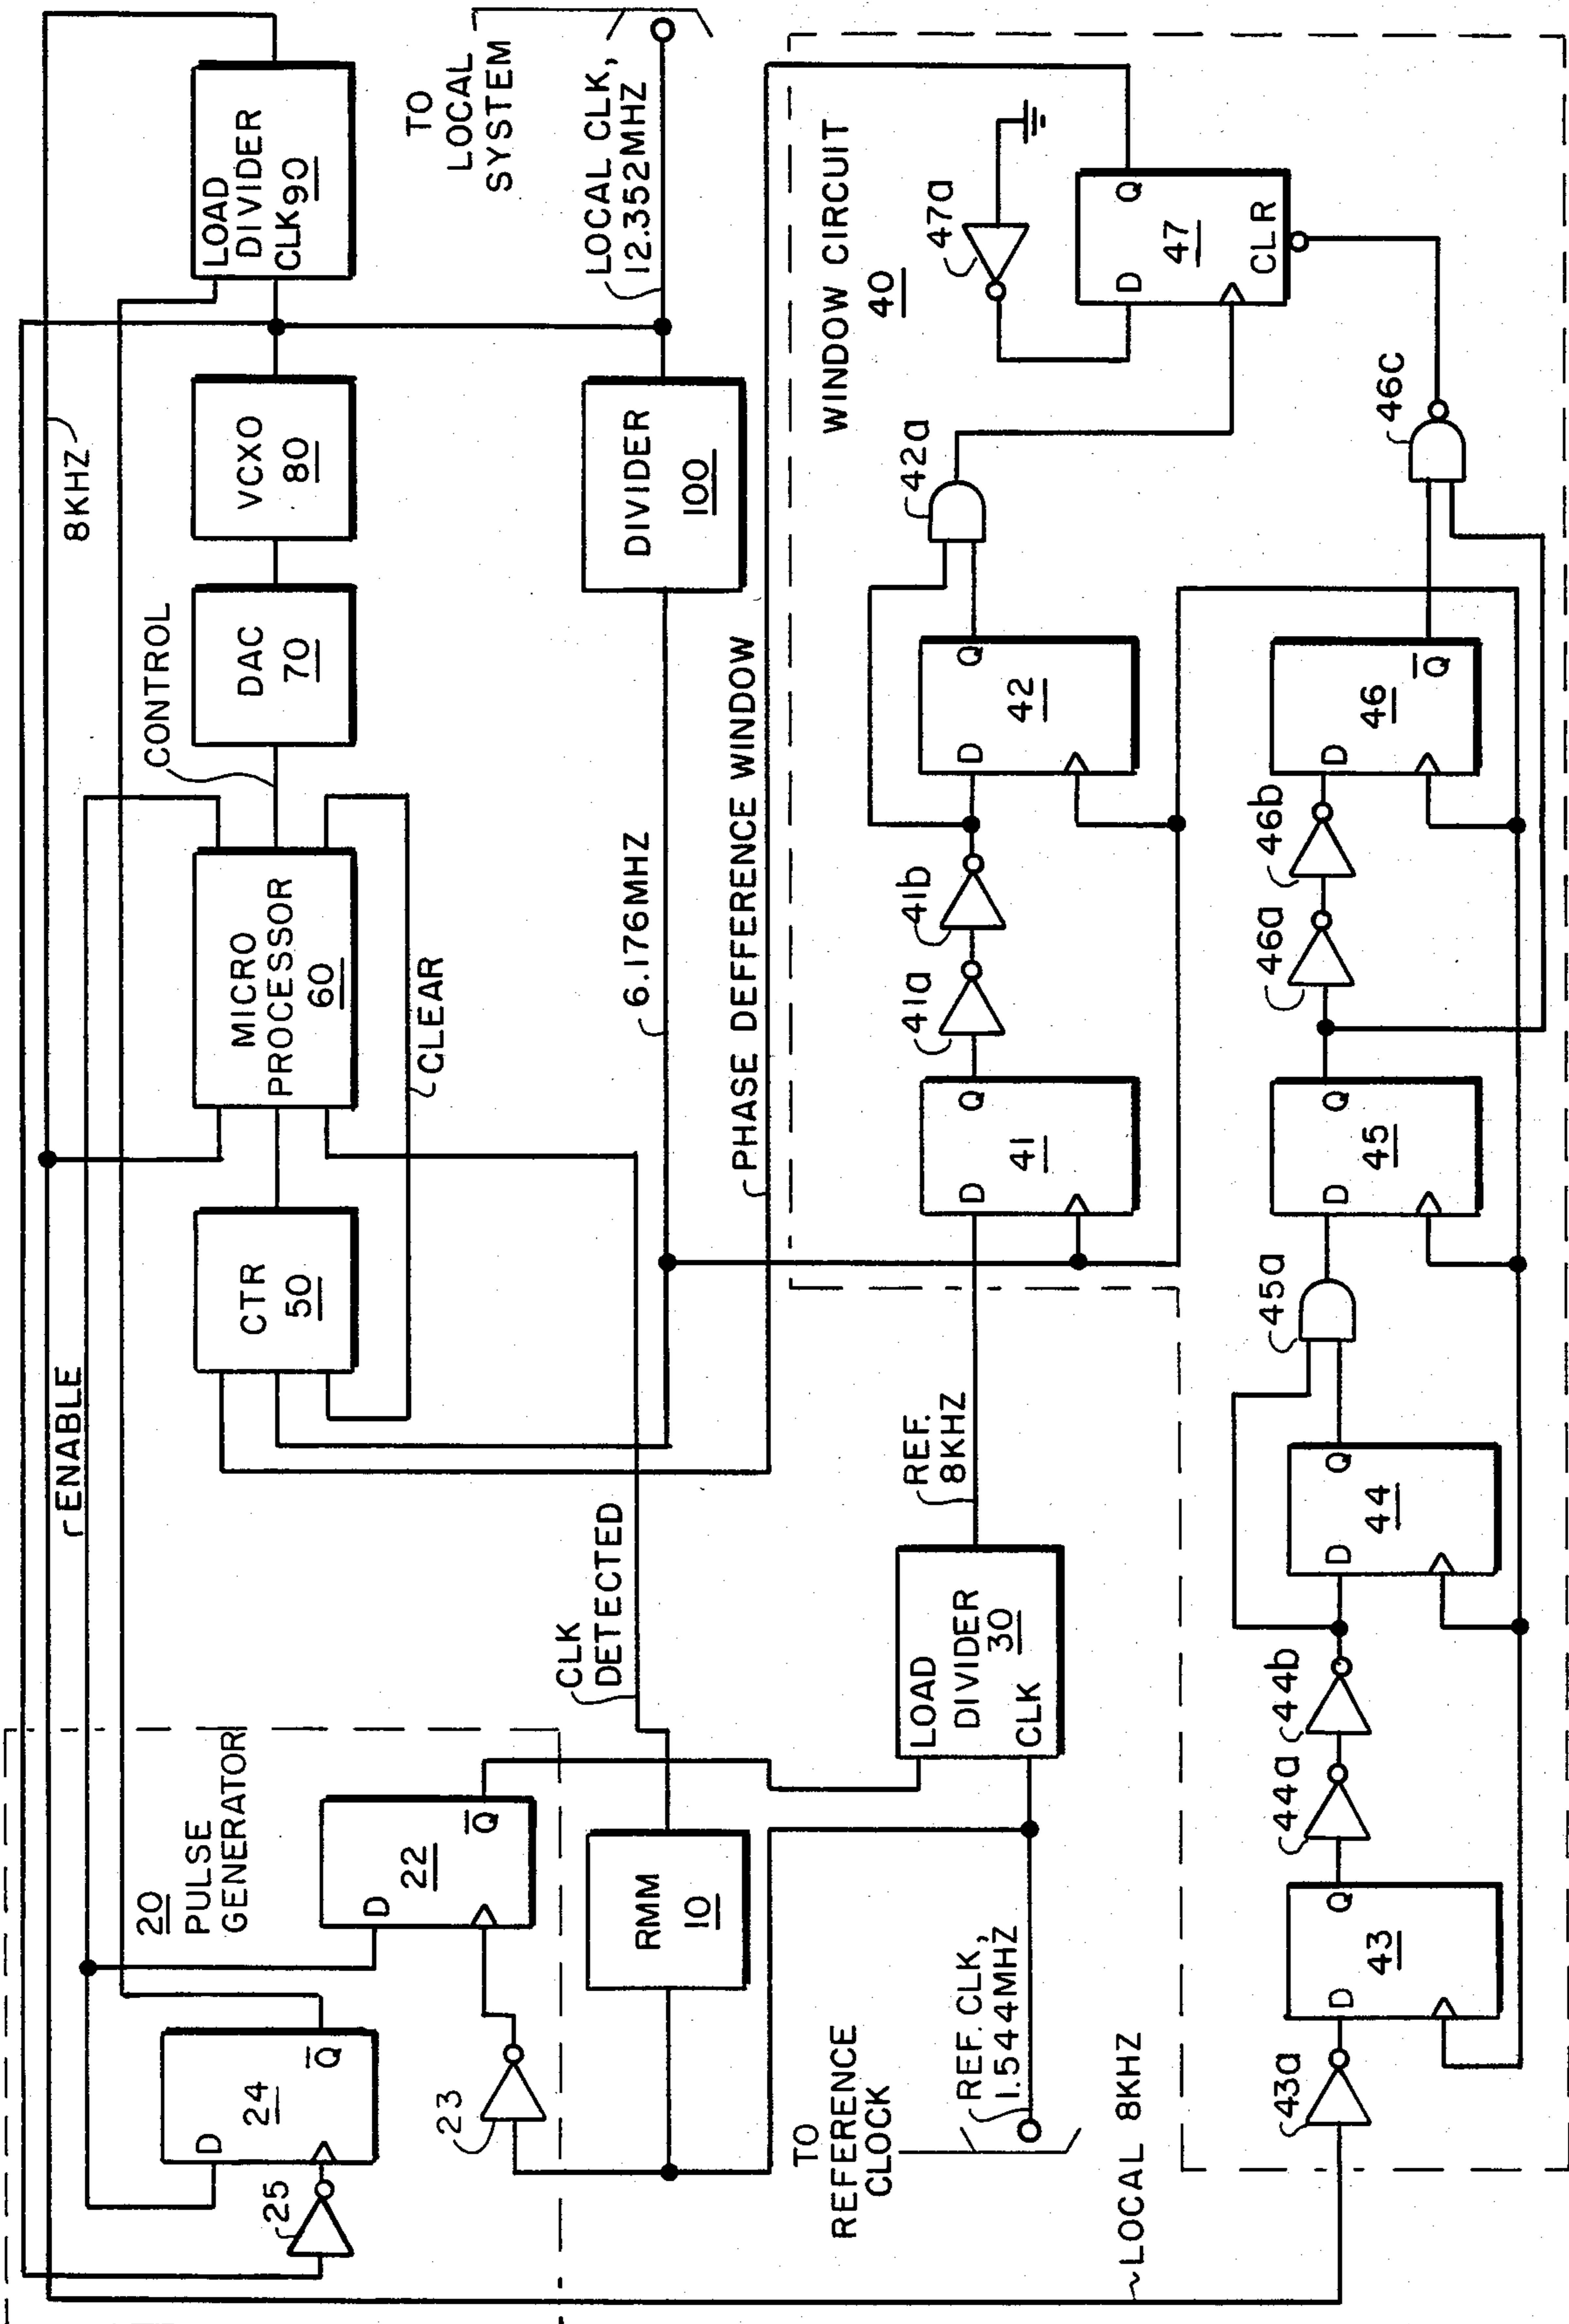 8KHZ
LOAD
DIVIDER
CLK 90
TO
LOCAL
SYSTEM
LOCAL CLK,
12.352MHZ
VCXO
80
DIVIDER
100
DAC
70
CONTROL
MICRO
PROCESSOR
60
CLEAR
6.176MHZ
PHASE DEFFERENCE WINDOW
CTR
50
ENABLE
CLK
DETECTED
20
PULSE
GENERATOR
D
22
Q
24
D
Q
25
23
RMM
10
TO
REFERENCE
CLOCK
REF. CLK,
1.544MHZ
LOAD
DIVIDER
30
CLK
REF.
8KHZ
LOCAL 8KHZ
WINDOW CIRCUIT
40
47a
D
Q
47
CLR
42a
46C
D
Q
42
41b
41a
D
Q
41
D
Q
46
46b
46a
D
Q
45
45a
D
Q
44
44b
44a
D
Q
43
43a